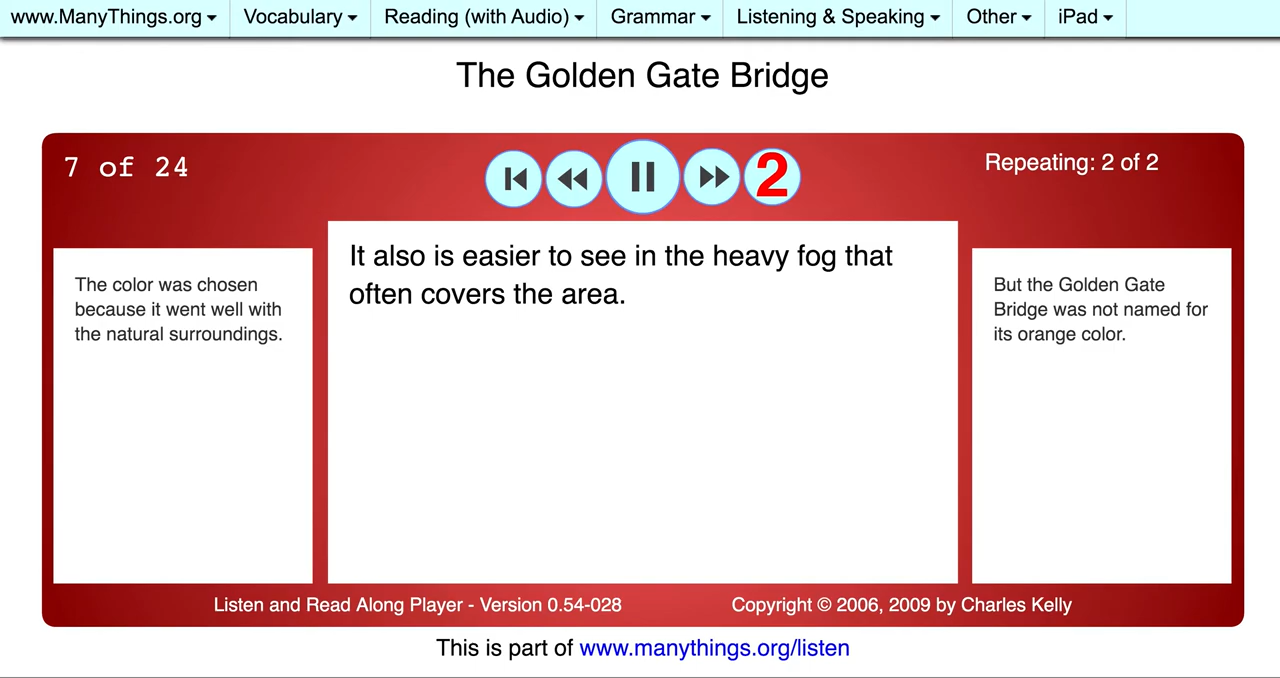 www.ManyThings.org Vocabulary Reading (with Audio) Grammar Listening & Speaking Other iPad
The Golden Gate Bridge
7 of 24
2
Repeating: 2 of 2
The color was chosen
because it went well with
the natural surroundings.
It also is easier to see in the heavy fog that
often covers the area.
But the Golden Gate
Bridge was not named for
its orange color.
Listen and Read Along Player - Version 0.54-028 Copyright © 2006, 2009 by Charles Kelly
This is part of www.manythings.org/listen